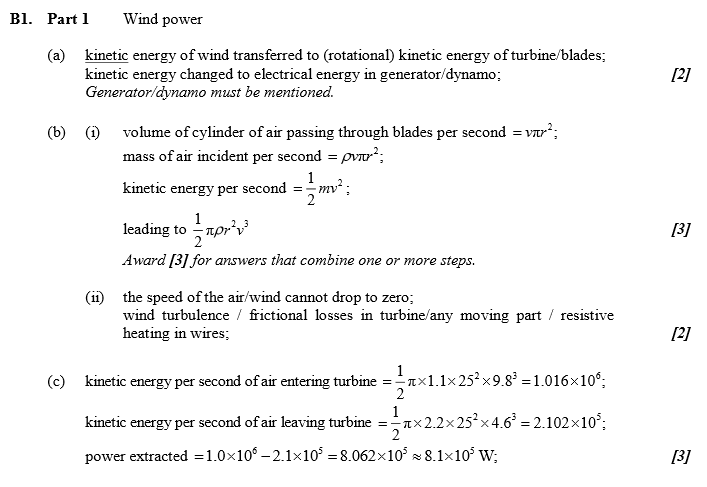 B1. Part 1 Wind power
(a) kinetic energy of wind transferred to (rotational) kinetic energy of turbine/blades;
kinetic energy changed to electrical energy in generator/dynamo; [2]
Generator/dynamo must be mentioned.
(b) (i) volume of cylinder of air passing through blades per second = vπr²;
mass of air incident per second = ρvπr²;
kinetic energy per second = 1/2 mv²;
leading to 1/2 πρr²v³ [3]
Award [3] for answers that combine one or more steps.
(ii) the speed of the air/wind cannot drop to zero;
wind turbulence / frictional losses in turbine/any moving part / resistive
heating in wires; [2]
(c) kinetic energy per second of air entering turbine = 1/2 π×1.1×25²×9.8³ = 1.016×10⁶;
kinetic energy per second of air leaving turbine = 1/2 π×2.2×25²×4.6³ = 2.102×10⁵;
power extracted = 1.0×10⁶ − 2.1×10⁵ = 8.062×10⁵ ≈ 8.1×10⁵ W; [3]